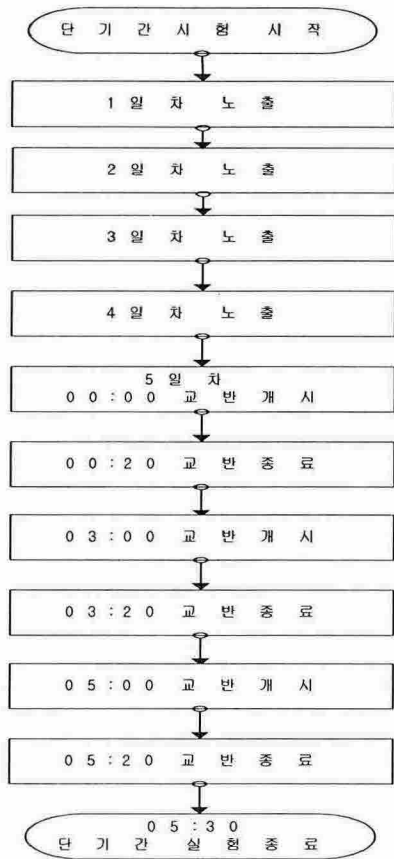 단 기 간 시 험 시 작
1 일 차 노 출
2 일 차 노 출
3 일 차 노 출
4 일 차 노 출
5 일 차
0 0 : 0 0 교 반 개 시
0 0 : 2 0 교 반 종 료
0 3 : 0 0 교 반 개 시
0 3 : 2 0 교 반 종 료
0 5 : 0 0 교 반 개 시
0 5 : 2 0 교 반 종 료
0 5 : 3 0
단 기 간 실 험 종 료